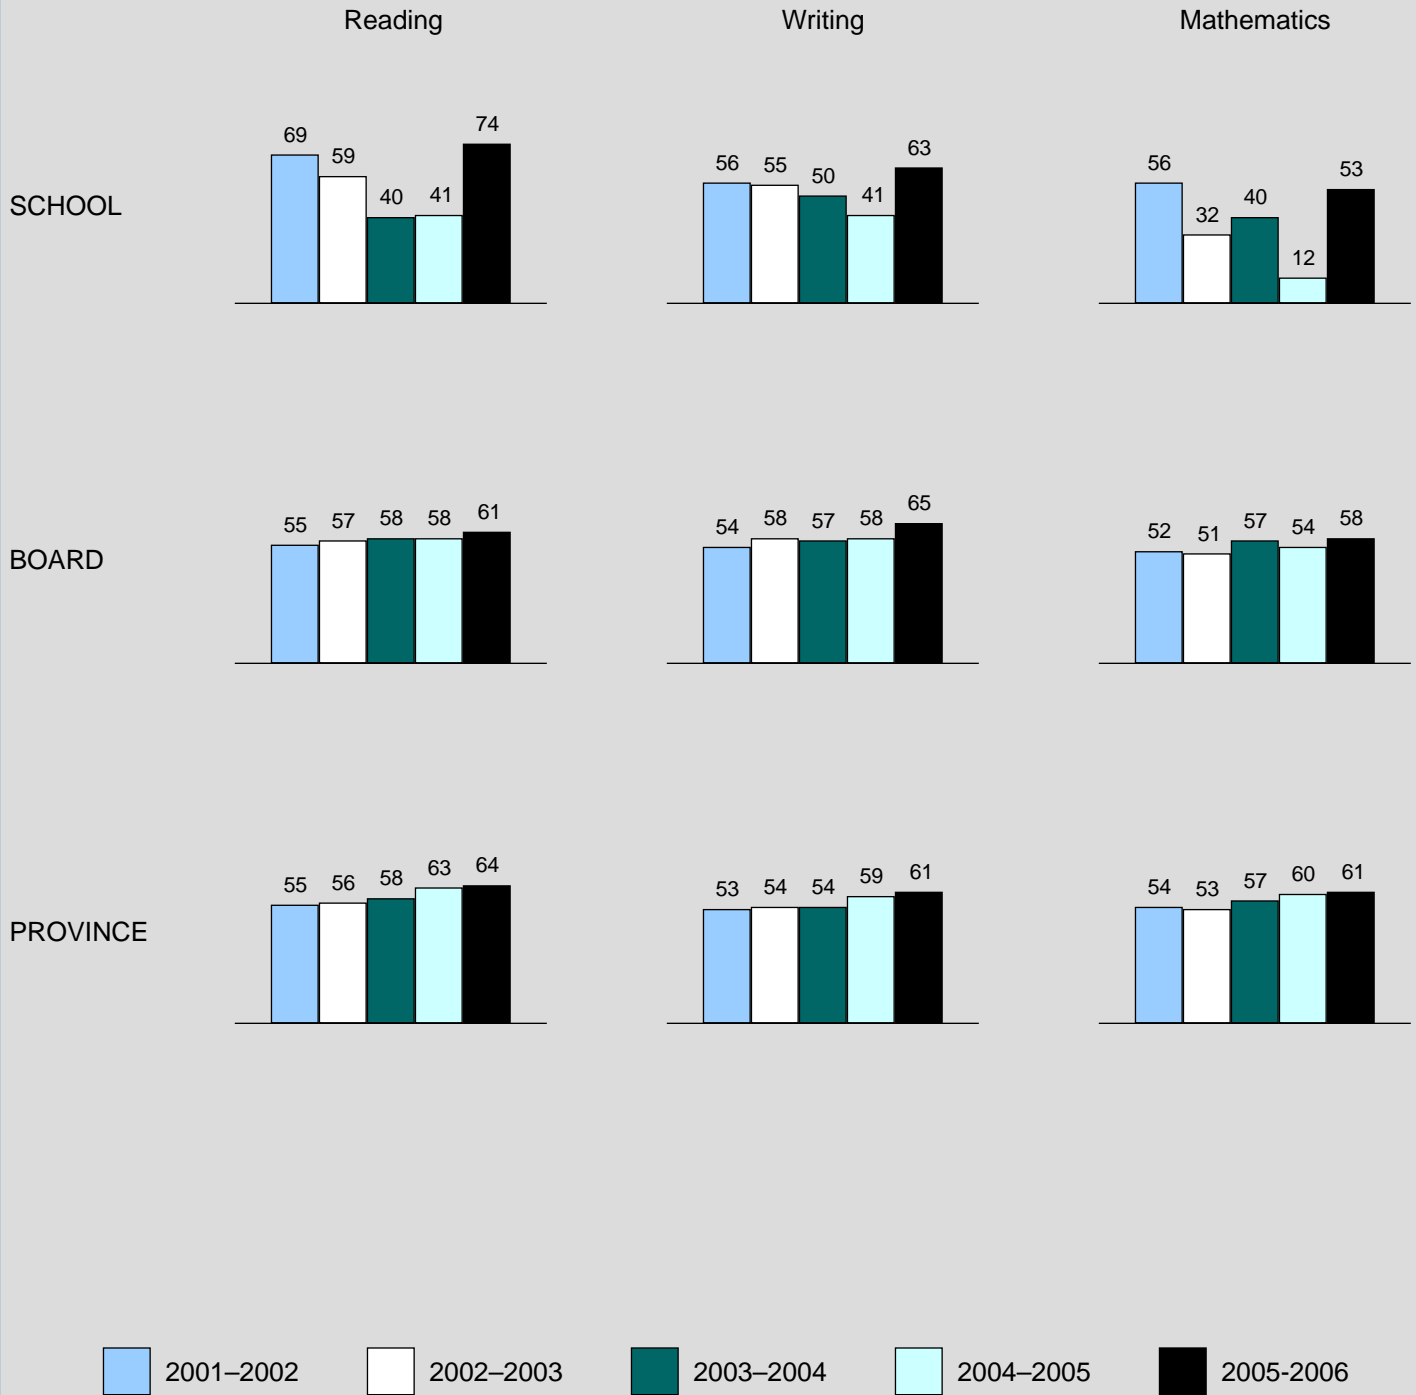 Reading Writing Mathematics
SCHOOL
69 59 40 41 74
56 55 50 41 63
56 32 40 12 53
BOARD
55 57 58 58 61
54 58 57 58 65
52 51 57 54 58
PROVINCE
55 56 58 63 64
53 54 54 59 61
54 53 57 60 61
2001–2002 2002–2003 2003–2004 2004–2005 2005-2006